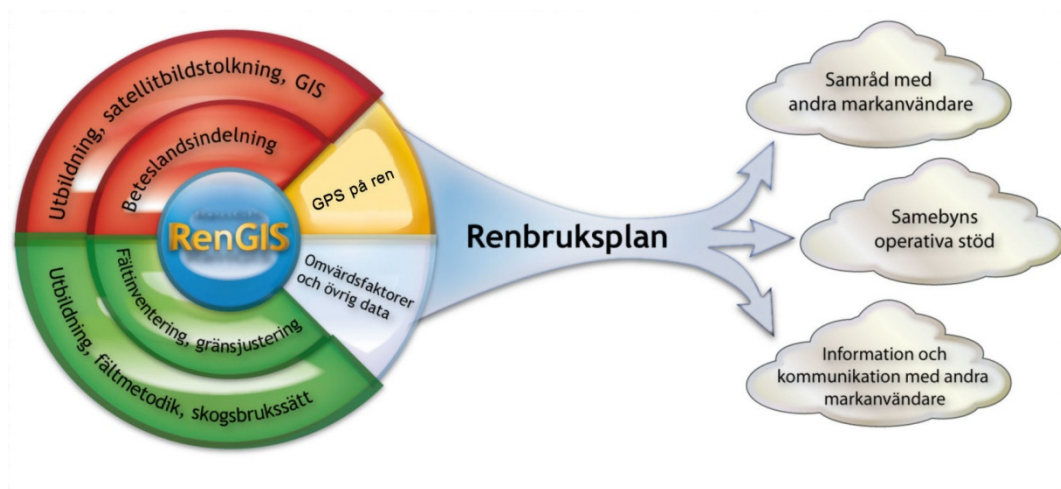 Utbildning, satellitbildstolkning, GIS
Beteslandsindelning
GPS på ren
RenGIS
Omvärdsfaktorer
och övrig data
Fältinventering, gränsjustering
Utbildning, fältmetodik, skogsbrukssätt
Renbruksplan
Samråd med
andra markanvändare
Samebyns
operativa stöd
Information och
kommunikation med andra
markanvändare